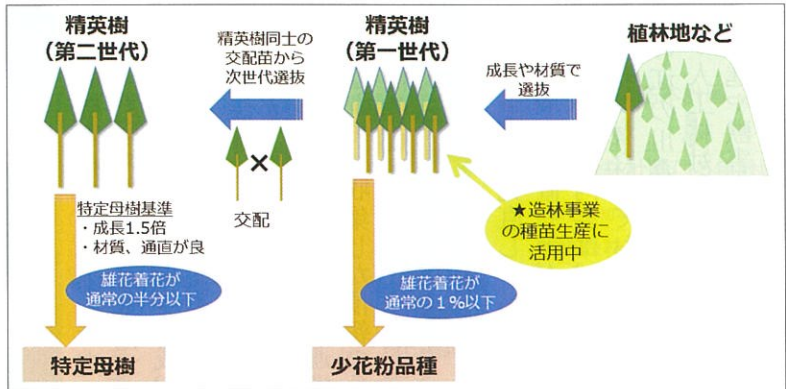 精英樹
（第二世代）
精英樹同士の
交配苗から
次世代選抜
精英樹
（第一世代）
成長や材質で
選抜
植林地など
×
交配
特定母樹基準
・成長1.5倍
・材質、通直が良
★造林事業
の種苗生産に
活用中
雄花着花が
通常の半分以下
雄花着花が
通常の１%以下
特定母樹
少花粉品種